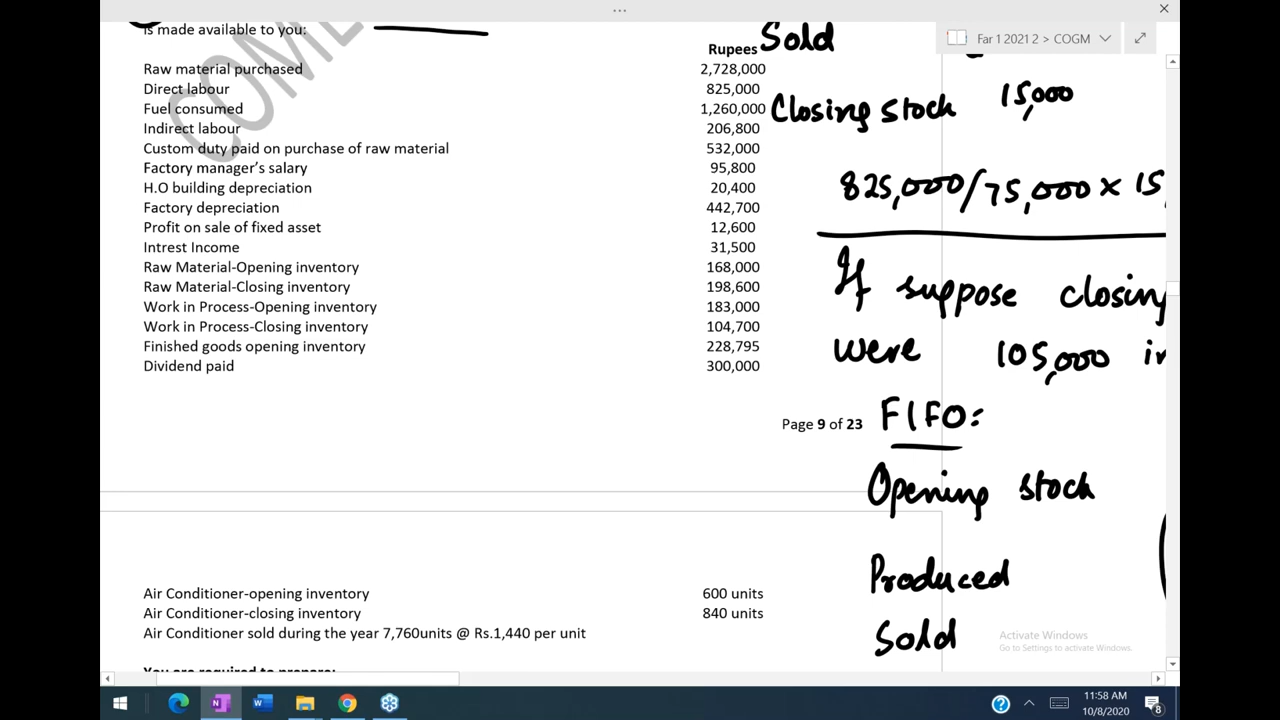 Far 1 2021 2 > COGM
is made available to you:
Rupees
Raw material purchased 2,728,000
Direct labour 825,000
Fuel consumed 1,260,000
Indirect labour 206,800
Custom duty paid on purchase of raw material 532,000
Factory manager's salary 95,800
H.O building depreciation 20,400
Factory depreciation 442,700
Profit on sale of fixed asset 12,600
Intrest Income 31,500
Raw Material-Opening inventory 168,000
Raw Material-Closing inventory 198,600
Work in Process-Opening inventory 183,000
Work in Process-Closing inventory 104,700
Finished goods opening inventory 228,795
Dividend paid 300,000
Page 9 of 23
Air Conditioner-opening inventory 600 units
Air Conditioner-closing inventory 840 units
Air Conditioner sold during the year 7,760units @ Rs.1,440 per unit
You are required to prepare:
Sold
Closing stock 15,000
825,000/75,000 × 15,
If suppose closing
were 105,000 in
FIFO:
Opening stock
Produced
Sold
Activate Windows
Go to Settings to activate Windows.
11:58 AM
10/8/2020
8